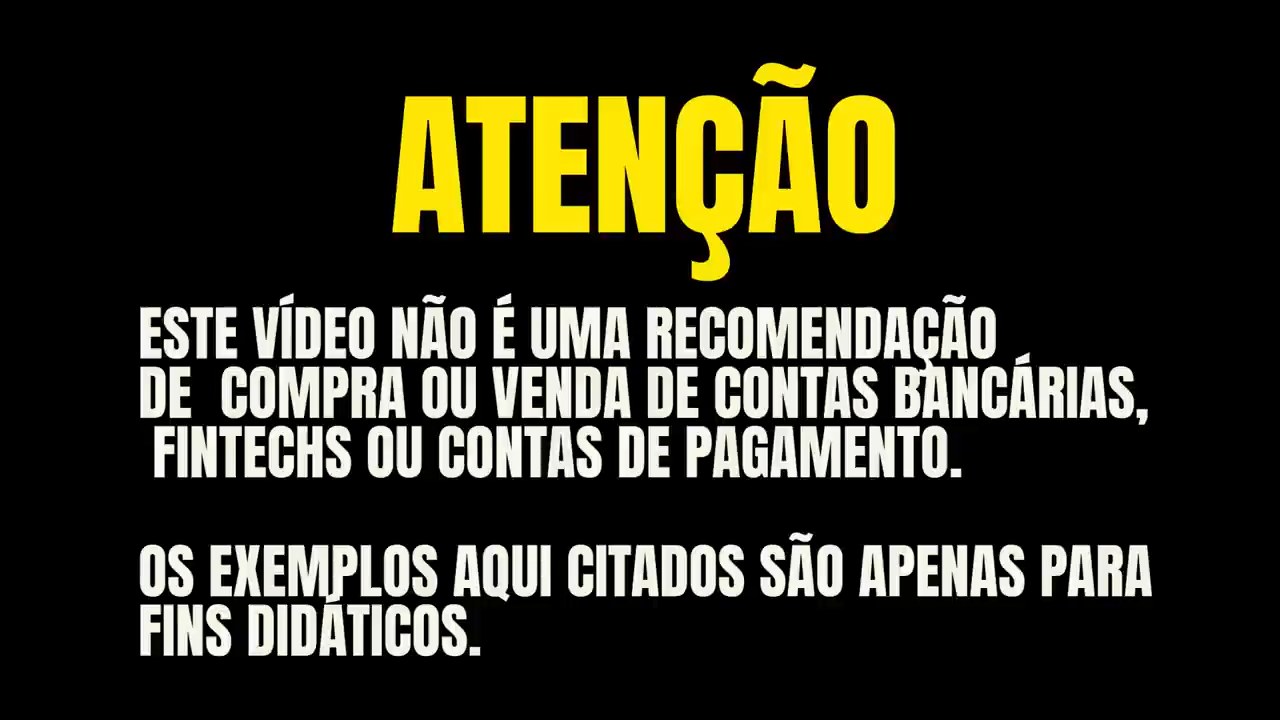 ATENÇÃO
ESTE VÍDEO NÃO É UMA RECOMENDAÇÃO
DE COMPRA OU VENDA DE CONTAS BANCÁRIAS,
FINTECHS OU CONTAS DE PAGAMENTO.
OS EXEMPLOS AQUI CITADOS SÃO APENAS PARA
FINS DIDÁTICOS.